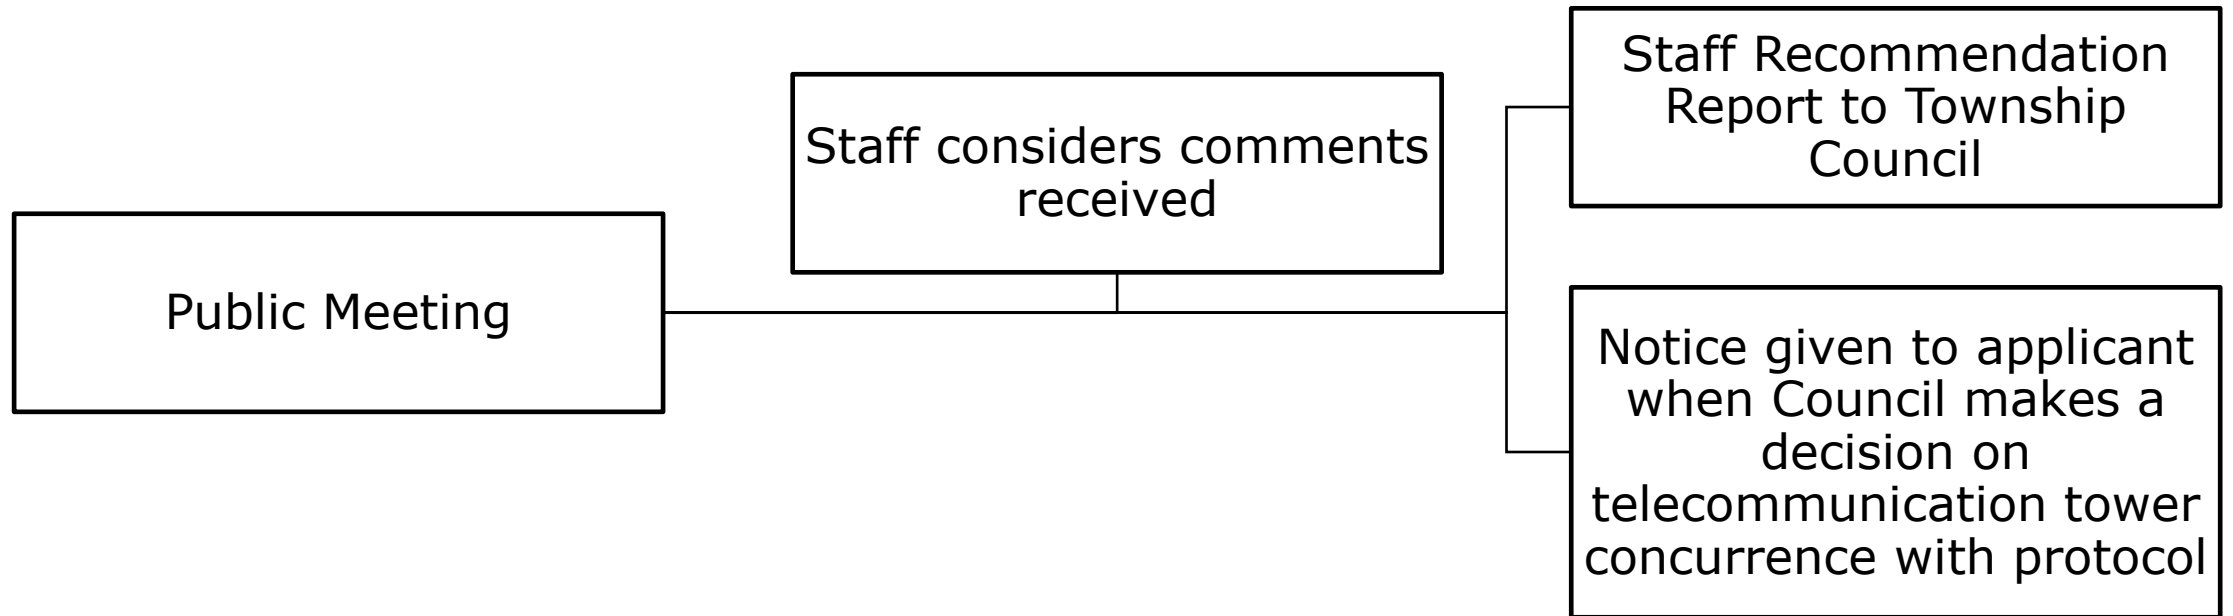 Public Meeting
Staff considers comments
received
Staff Recommendation
Report to Township
Council
Notice given to applicant
when Council makes a
decision on
telecommunication tower
concurrence with protocol